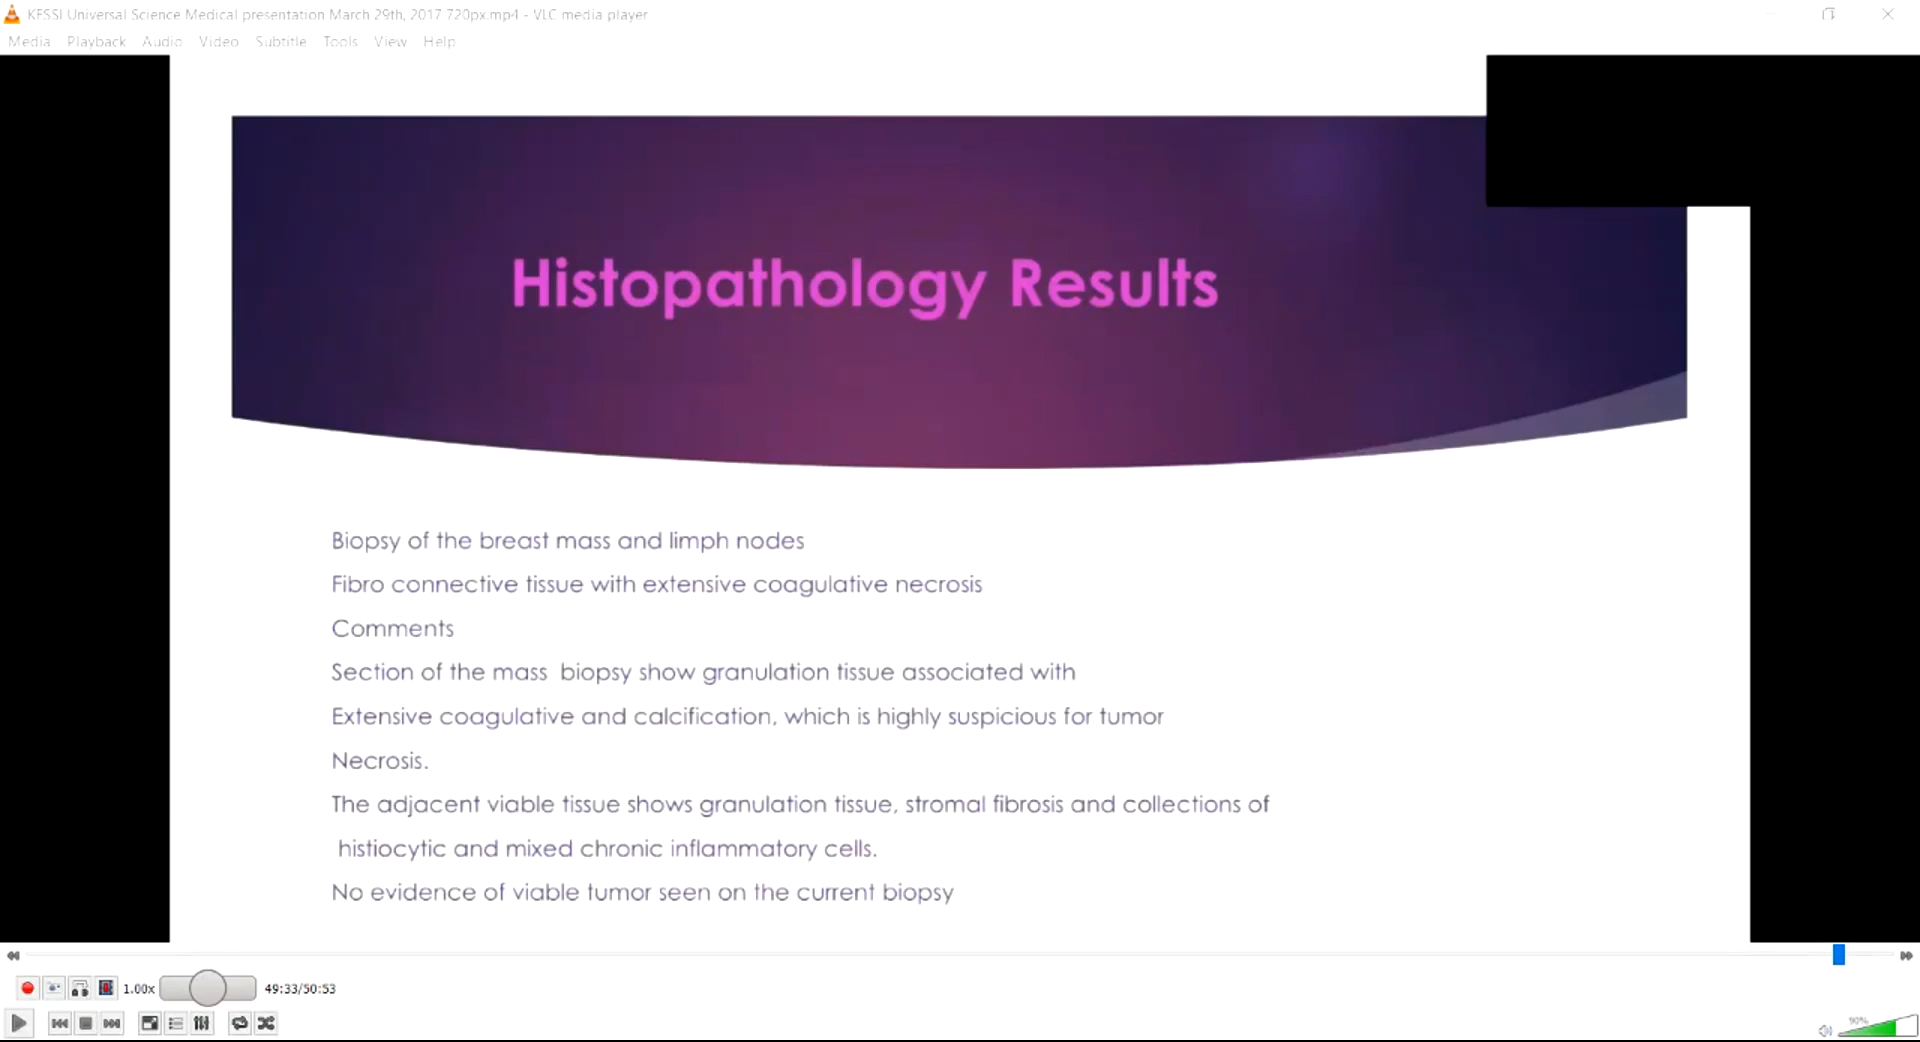 KFSSI Universal Science Medical presentation March 29th, 2017 720px.mp4 - VLC media player
Media Playback Audio Video Subtitle Tools View Help
Histopathology Results
Biopsy of the breast mass and limph nodes
Fibro connective tissue with extensive coagulative necrosis
Comments
Section of the mass biopsy show granulation tissue associated with
Extensive coagulative and calcification, which is highly suspicious for tumor
Necrosis.
The adjacent viable tissue shows granulation tissue, stromal fibrosis and collections of
histiocytic and mixed chronic inflammatory cells.
No evidence of viable tumor seen on the current biopsy
1.00x 49:33/50:53
90%